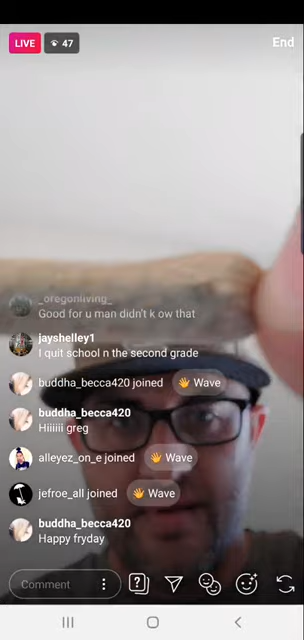 LIVE 47 End
_oregonliving_
Good for u man didn't k ow that
jayshelley1
I quit school n the second grade
buddha_becca420 joined 👋 Wave
buddha_becca420
Hiiiiii greg
alleyez_on_e joined 👋 Wave
jefroe_all joined 👋 Wave
buddha_becca420
Happy fryday
Comment